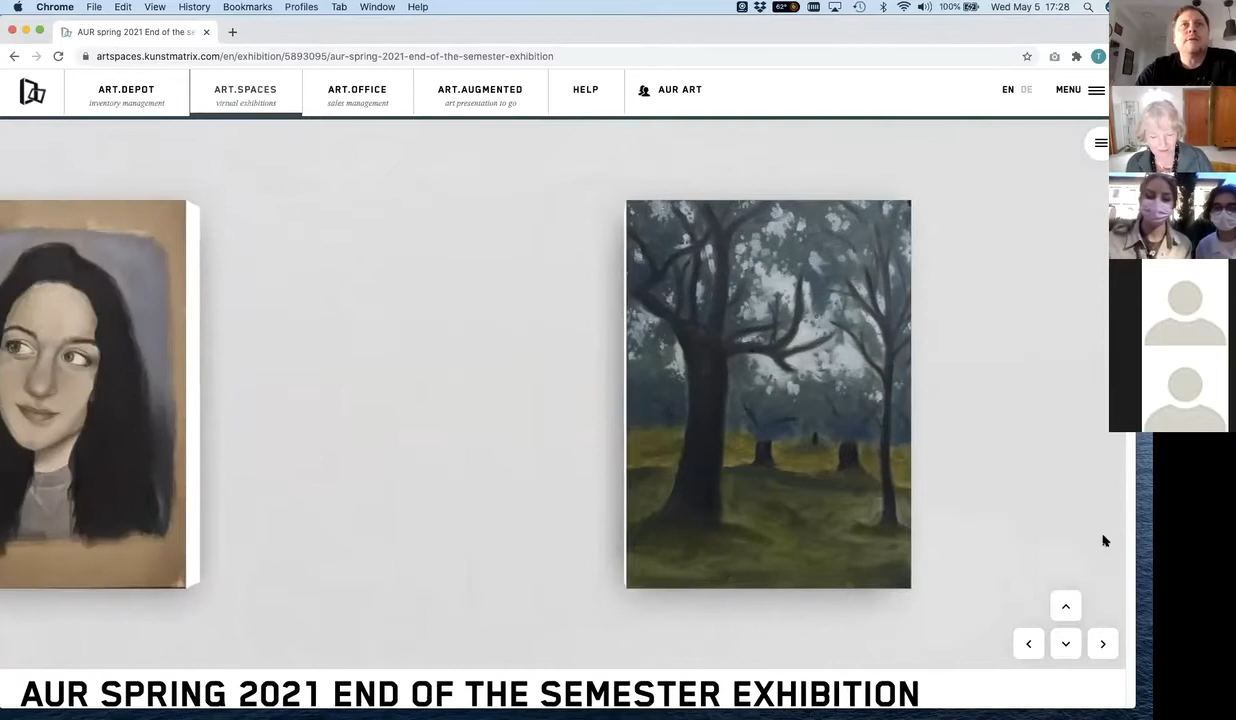 Chrome File Edit View History Bookmarks Profiles Tab Window Help 62° 100% Wed May 5 17:28
AUR spring 2021 End of the se
artspaces.kunstmatrix.com/en/exhibition/5893095/aur-spring-2021-end-of-the-semester-exhibition T
ART.DEPOT ART.SPACES ART.OFFICE ART.AUGMENTED HELP AUR ART EN DE MENU
inventory management virtual exhibitions sales management art presentation to go
AUR SPRING 2021 END OF THE SEMESTER EXHIBITION